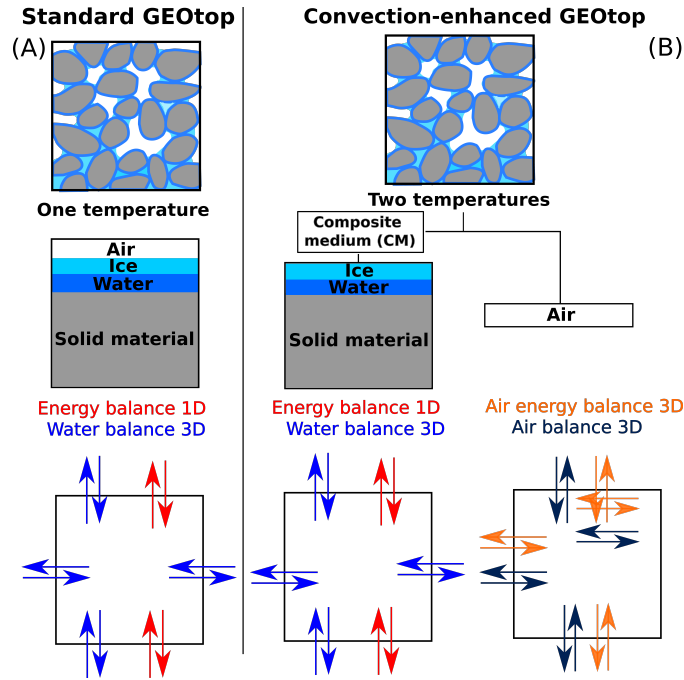 Standard GEOtop
(A)
One temperature
Air
Ice
Water
Solid material
Energy balance 1D
Water balance 3D
Convection-enhanced GEOtop
(B)
Two temperatures
Composite
medium (CM)
Ice
Water
Solid material
Air
Energy balance 1D
Water balance 3D
Air energy balance 3D
Air balance 3D